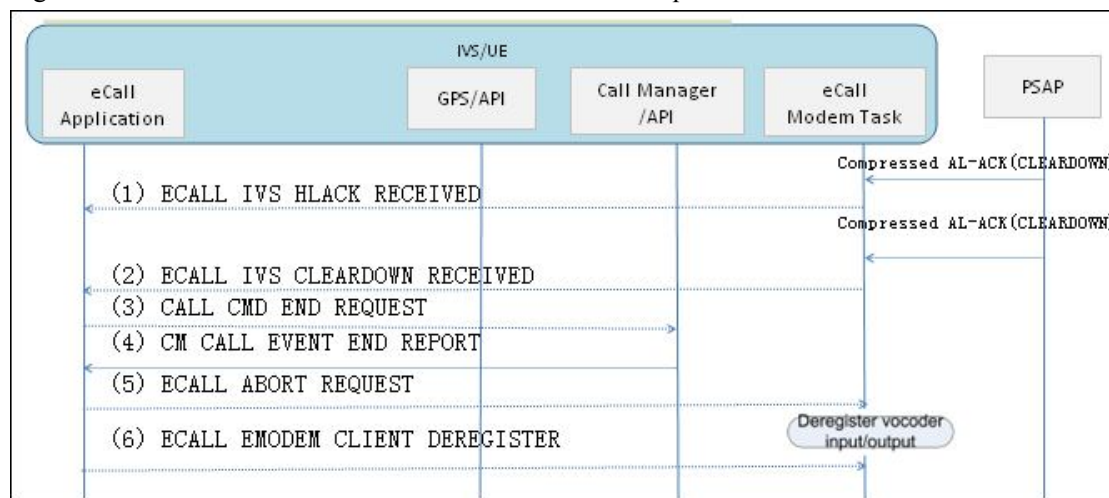 IVS/UE
eCall
Application
GPS/API
Call Manager
/API
eCall
Modem Task
PSAP
Compressed AL-ACK(CLEARDOWN)
(1) ECALL IVS HLACK RECEIVED
Compressed AL-ACK(CLEARDOWN)
(2) ECALL IVS CLEARDOWN RECEIVED
(3) CALL CMD END REQUEST
(4) CM CALL EVENT END REPORT
(5) ECALL ABORT REQUEST
Deregister vocoder
input/output
(6) ECALL EMODEM CLIENT DEREGISTER